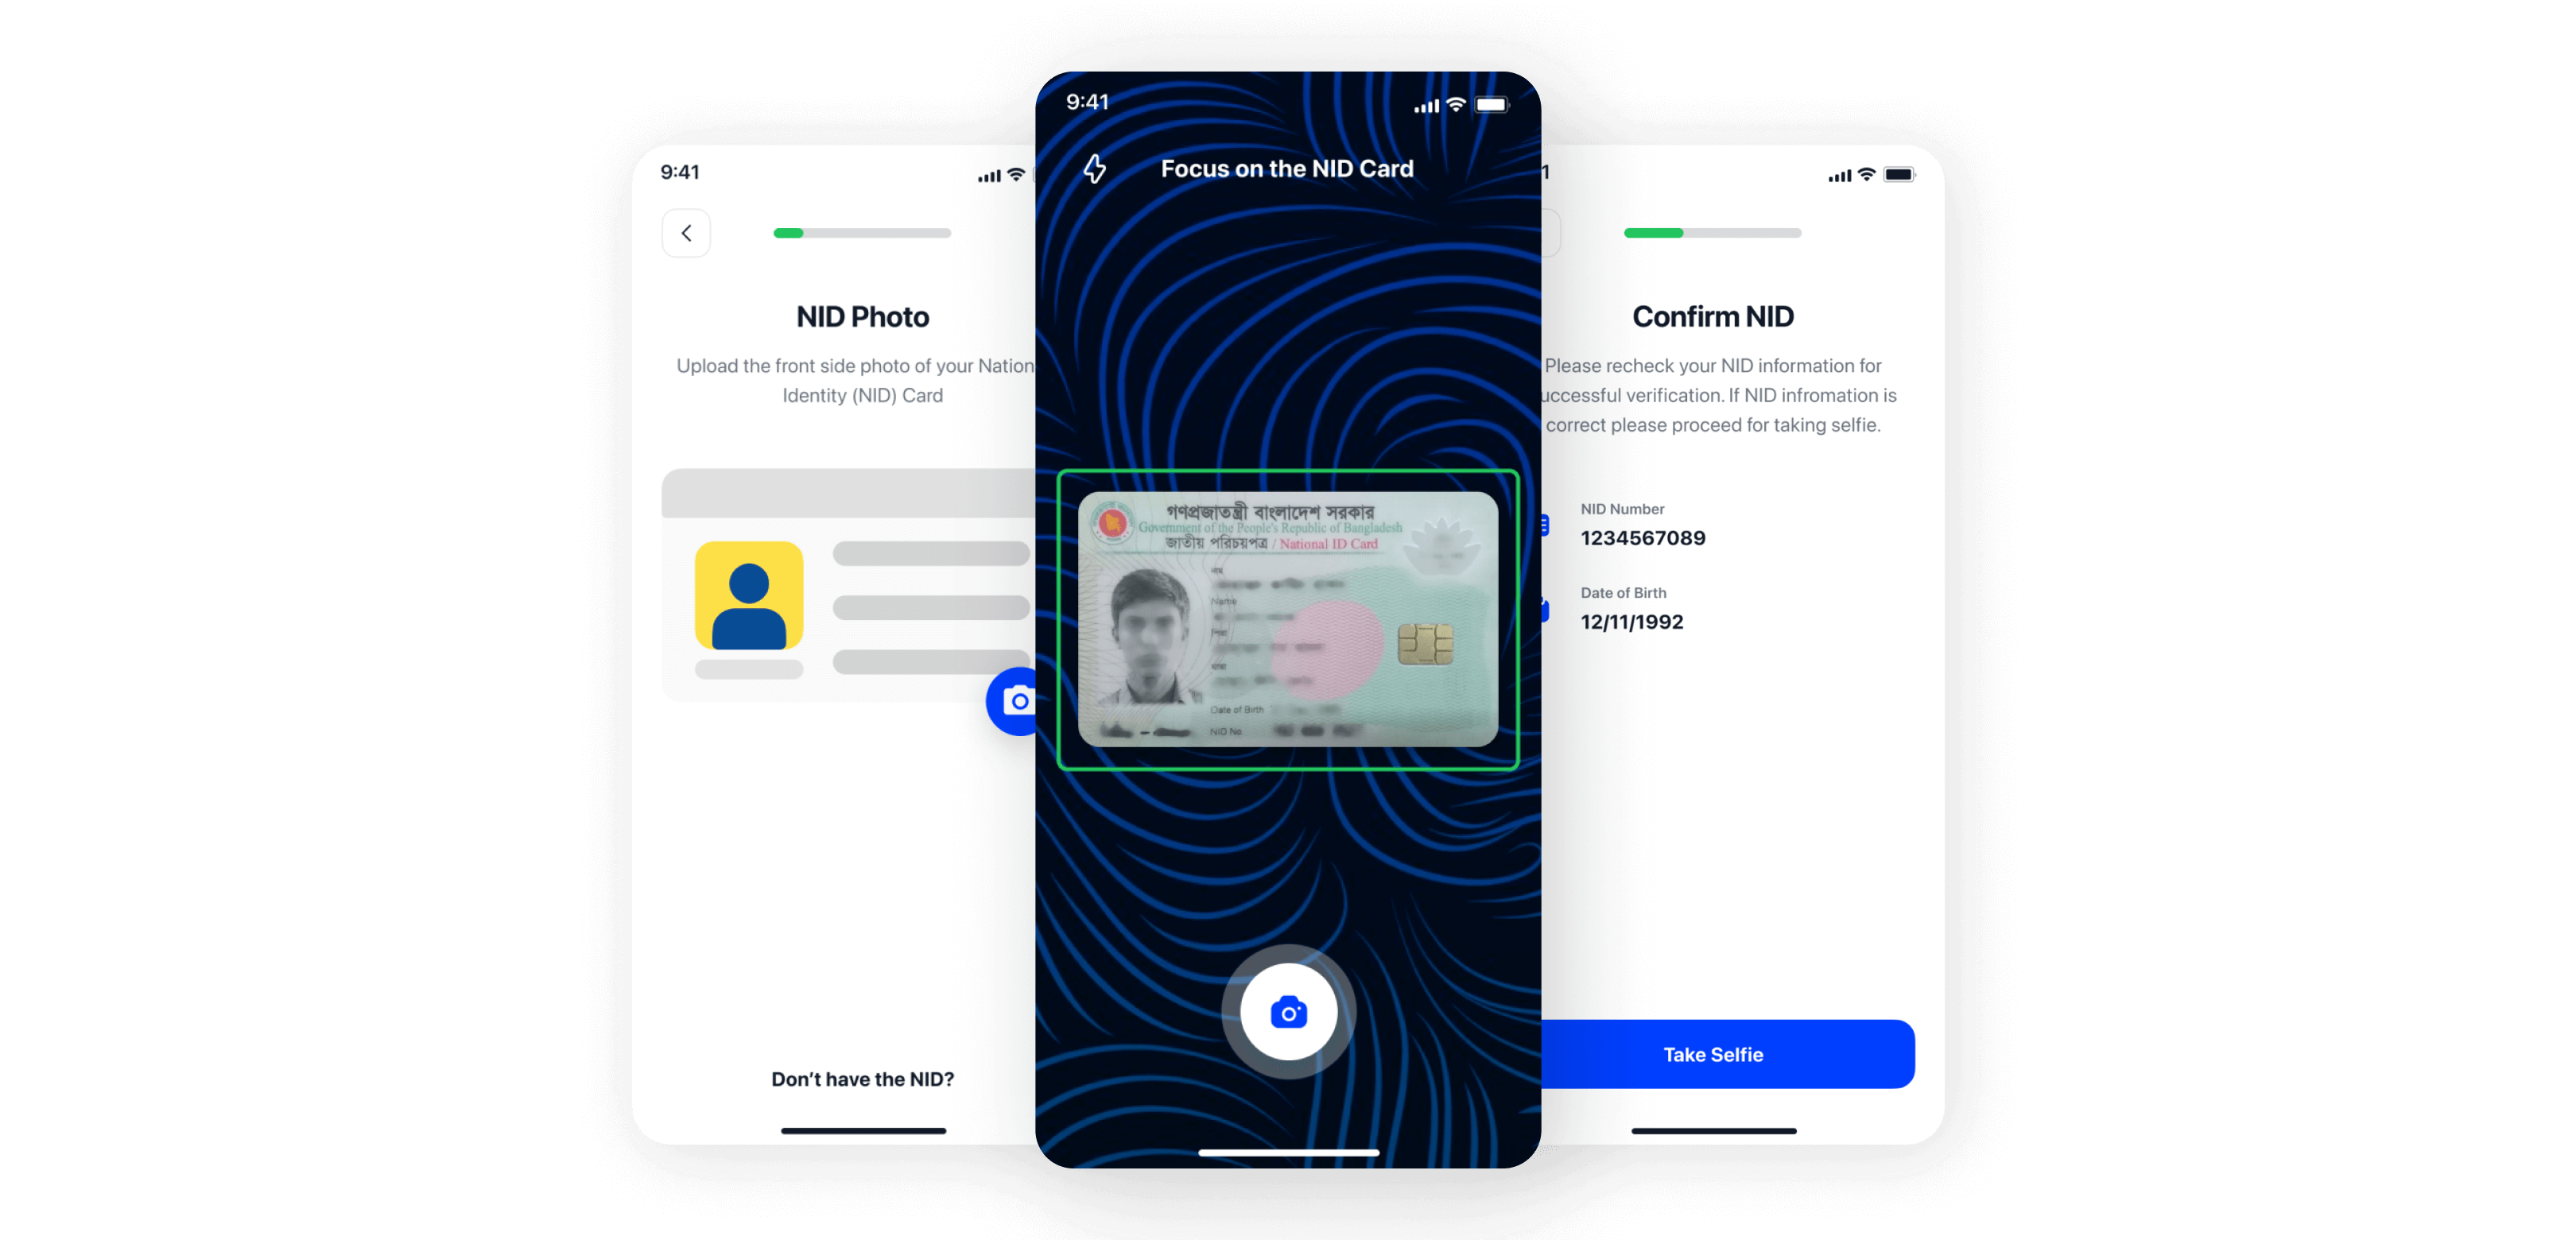 9:41
NID Photo
Upload the front side photo of your Nation
Identity (NID) Card
Don’t have the NID?
9:41
Focus on the NID Card
গণপ্রজাতন্ত্রী বাংলাদেশ সরকার
Government of the People's Republic of Bangladesh
জাতীয় পরিচয়পত্র / National ID Card
নাম
Name
পিতা
মাতা
Date of Birth
NID No
1
Confirm NID
Please recheck your NID information for
uccessful verification. If NID infromation is
correct please proceed for taking selfie.
NID Number
1234567089
Date of Birth
12/11/1992
Take Selfie